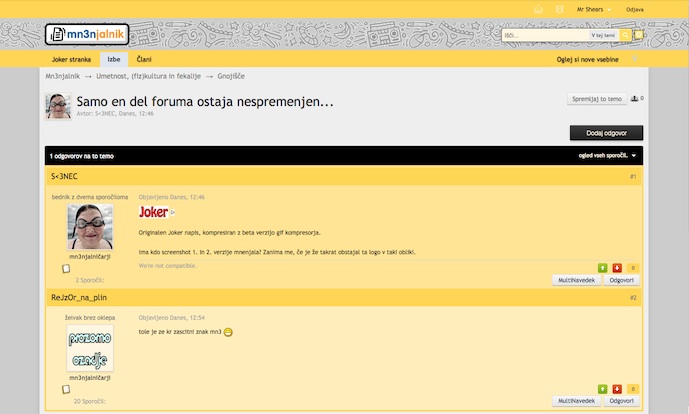 Mr Shears
Odjava
mn3njalnik
Išči...
V tej temi
Joker stranka
Izbe
Člani
Oglej si nove vsebine
Mn3njalnik → Umetnost, (fiz)kultura in fekalije → Gnojišče
Samo en del foruma ostaja nespremenjen...
Avtor: S<3NEC, Danes, 12:46
Spremljaj to temo
0
Dodaj odgovor
1 odgovorov na to temo
ogled vseh sporočil.
S<3NEC
#1
bednik z dvema sporočiloma
Objavljeno Danes, 12:46
Joker
Originalen Joker napis, kompresiran z beta verzijo gif kompresorja.
Ima kdo screenshot 1. in 2. verzije mnenjala? Zanima me, če je že takrat obstajal ta logo v taki obliki.
mn3njalničarji
We're not compatible.
2 Sporočil:
0
MultiNavedek
Odgovori
ReJzOr_na_plin
#2
želvak brez oklepa
Objavljeno Danes, 12:54
tole je ze kr zascitni znak mn3
prozomo
ozadje
mn3njalničarji
20 Sporočil:
0
MultiNavedek
Odgovori